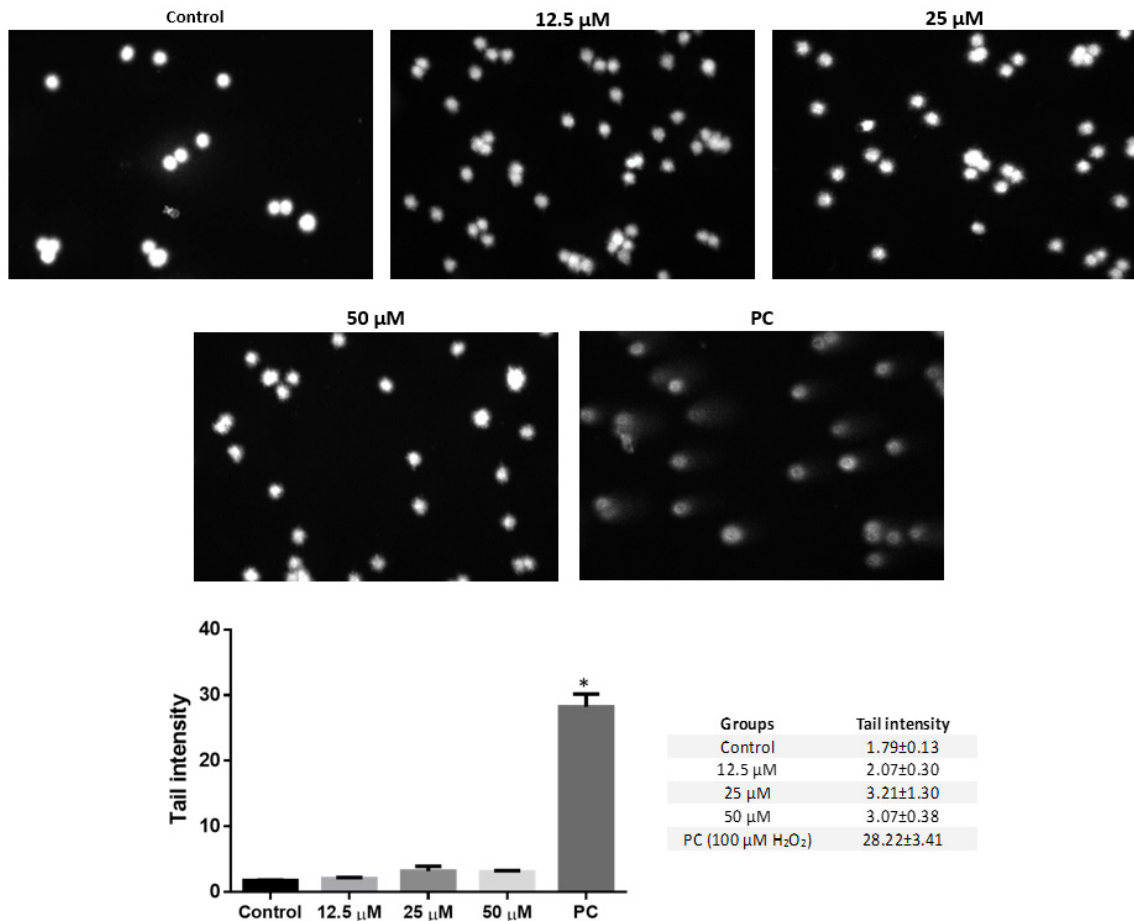 Control
12.5 µM
25 µM
50 µM
PC
Tail intensity
40
30
20
10
0
*
Control
12.5 µM
25 µM
50 µM
PC
Groups Tail intensity
Control 1.79±0.13
12.5 µM 2.07±0.30
25 µM 3.21±1.30
50 µM 3.07±0.38
PC (100 µM H₂O₂) 28.22±3.41